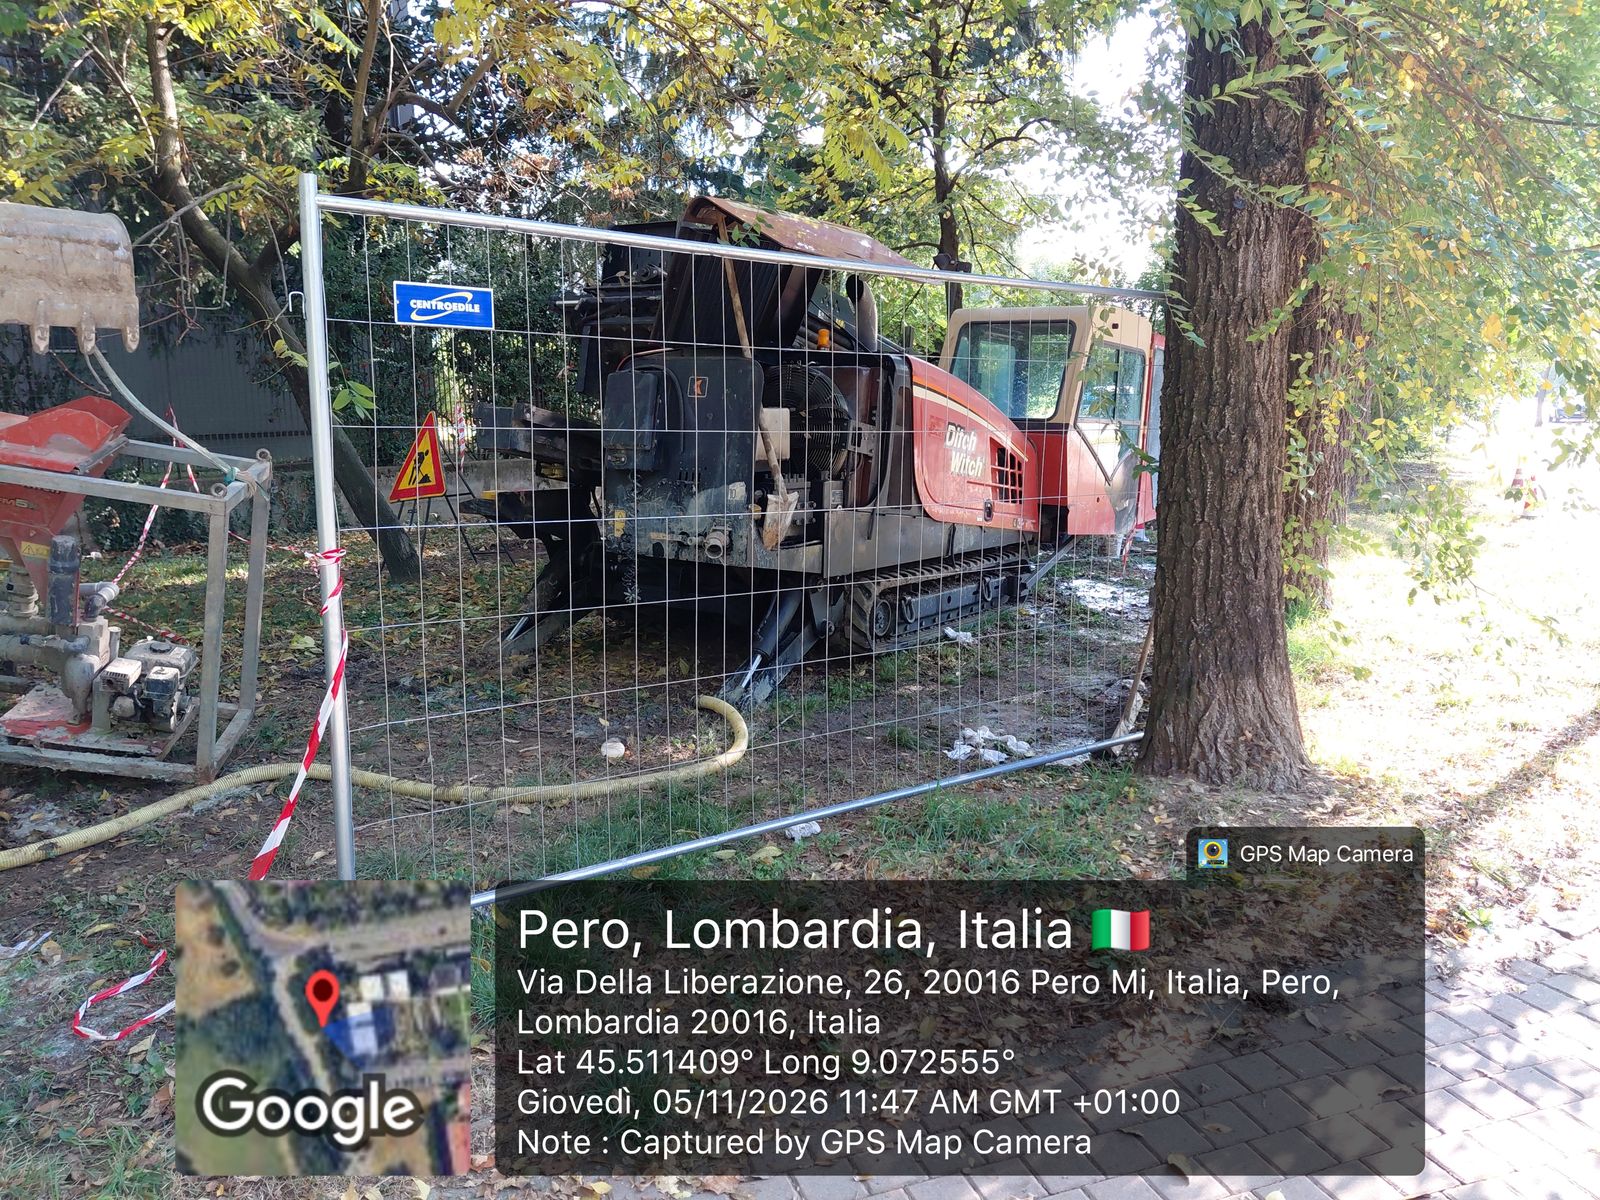 CENTROEDILE
Ditch
Witch
GPS Map Camera
Pero, Lombardia, Italia
Via Della Liberazione, 26, 20016 Pero Mi, Italia, Pero,
Lombardia 20016, Italia
Lat 45.511409° Long 9.072555°
Giovedì, 05/11/2026 11:47 AM GMT +01:00
Note : Captured by GPS Map Camera
Google